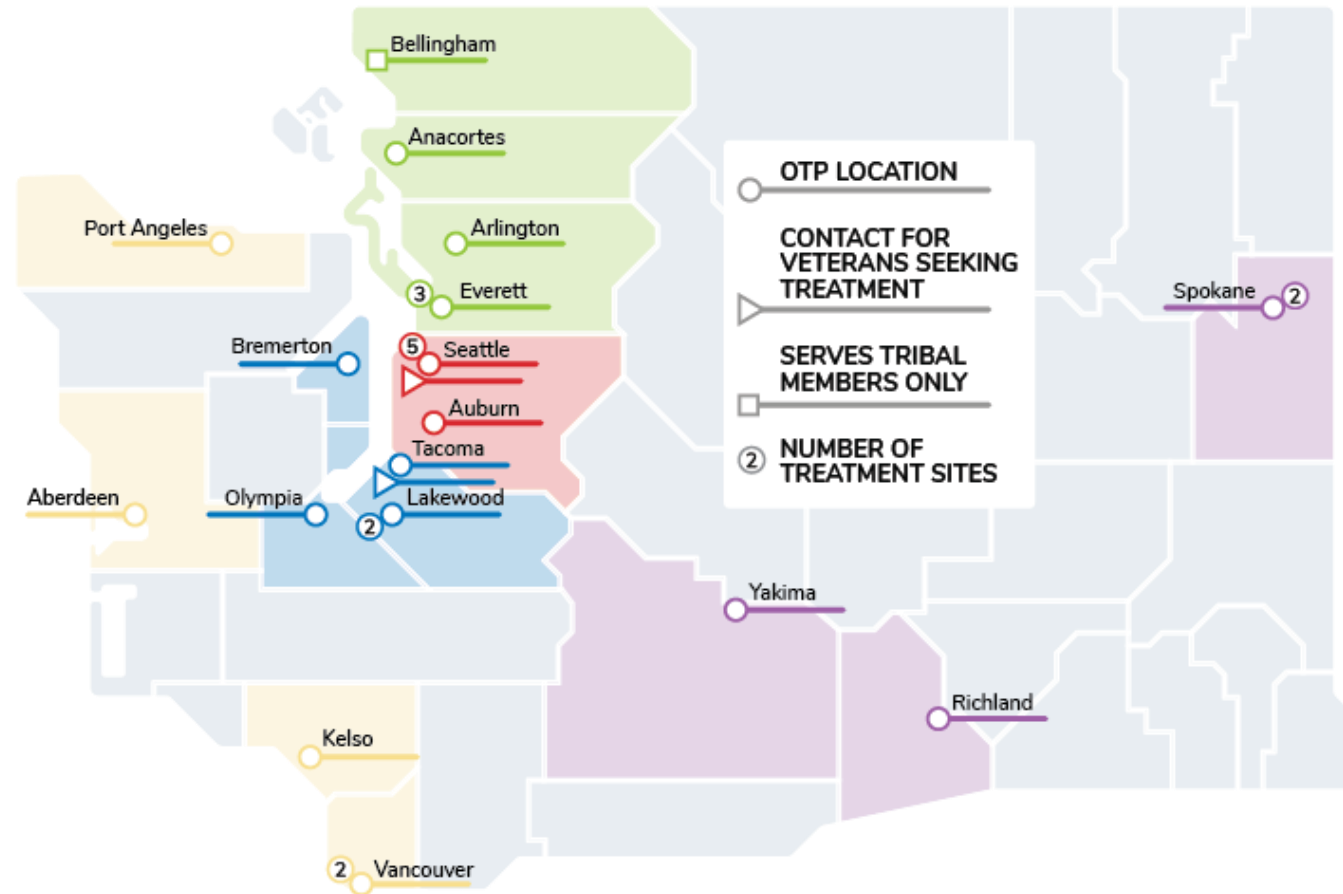 Bellingham
Anacortes
Port Angeles
Arlington
3
Everett
Bremerton
5
Seattle
Auburn
Tacoma
Aberdeen
Olympia
Lakewood
2
OTP LOCATION
CONTACT FOR
VETERANS SEEKING
TREATMENT
SERVES TRIBAL
MEMBERS ONLY
2
NUMBER OF
TREATMENT SITES
Spokane
2
Yakima
Richland
Kelso
2
Vancouver